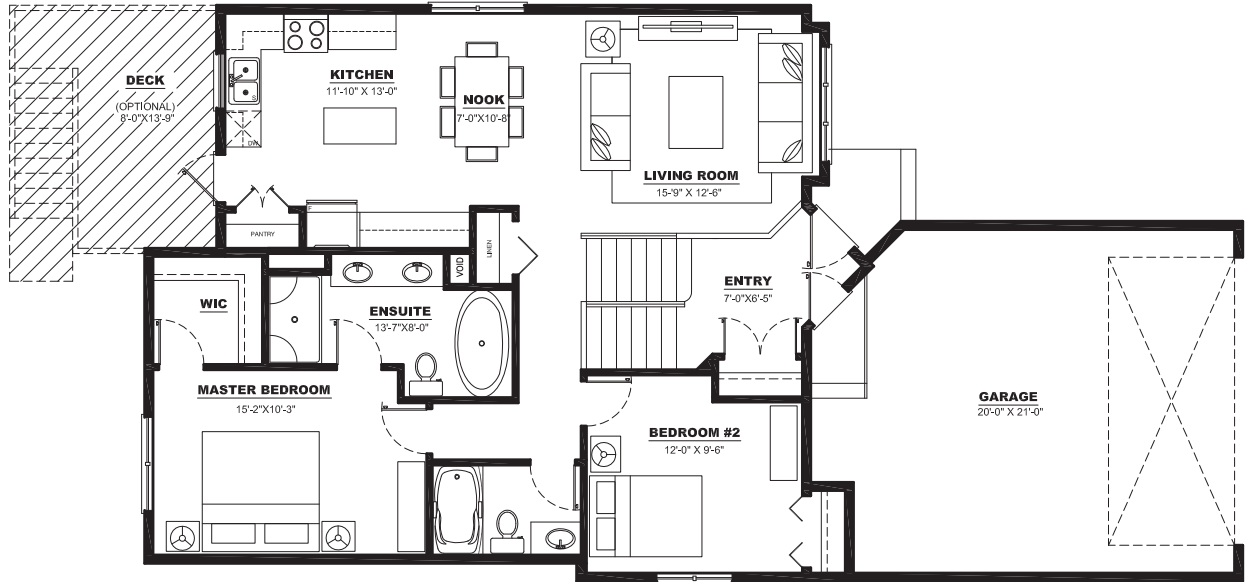 DECK
(OPTIONAL)
8'-0"X13'-9"
KITCHEN
11'-10" X 13'-0"
NOOK
7'-0"X10'-8"
S
DW
F
PANTRY
LINEN
VOID
LIVING ROOM
15-'9" X 12'-6"
ENTRY
7'-0"X6'-5"
WIC
ENSUITE
13'-7"X8'-0"
MASTER BEDROOM
15'-2"X10'-3"
BEDROOM #2
12'-0" X 9'-6"
GARAGE
20'-0" X 21'-0"